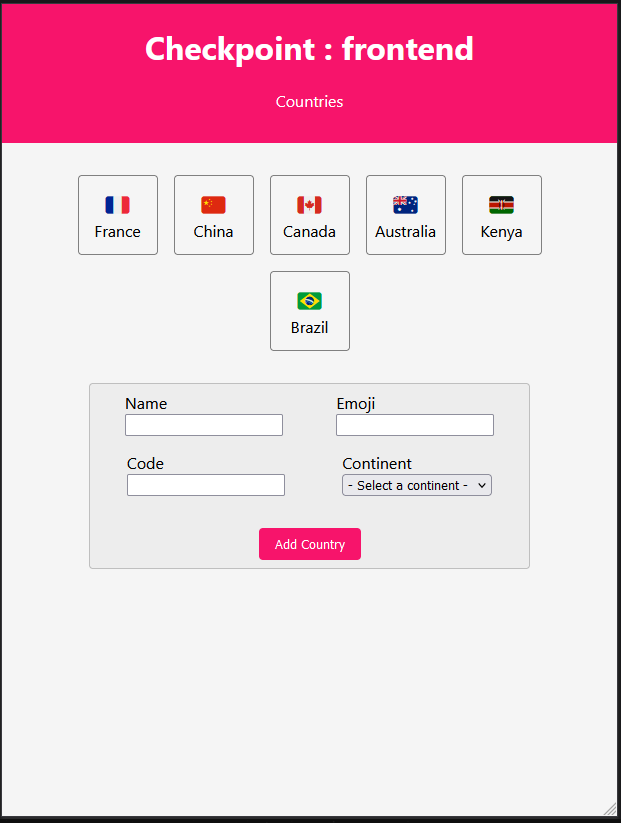 Checkpoint : frontend
Countries
France China Canada Australia Kenya
Brazil
Name Emoji
Code Continent
- Select a continent -
Add Country